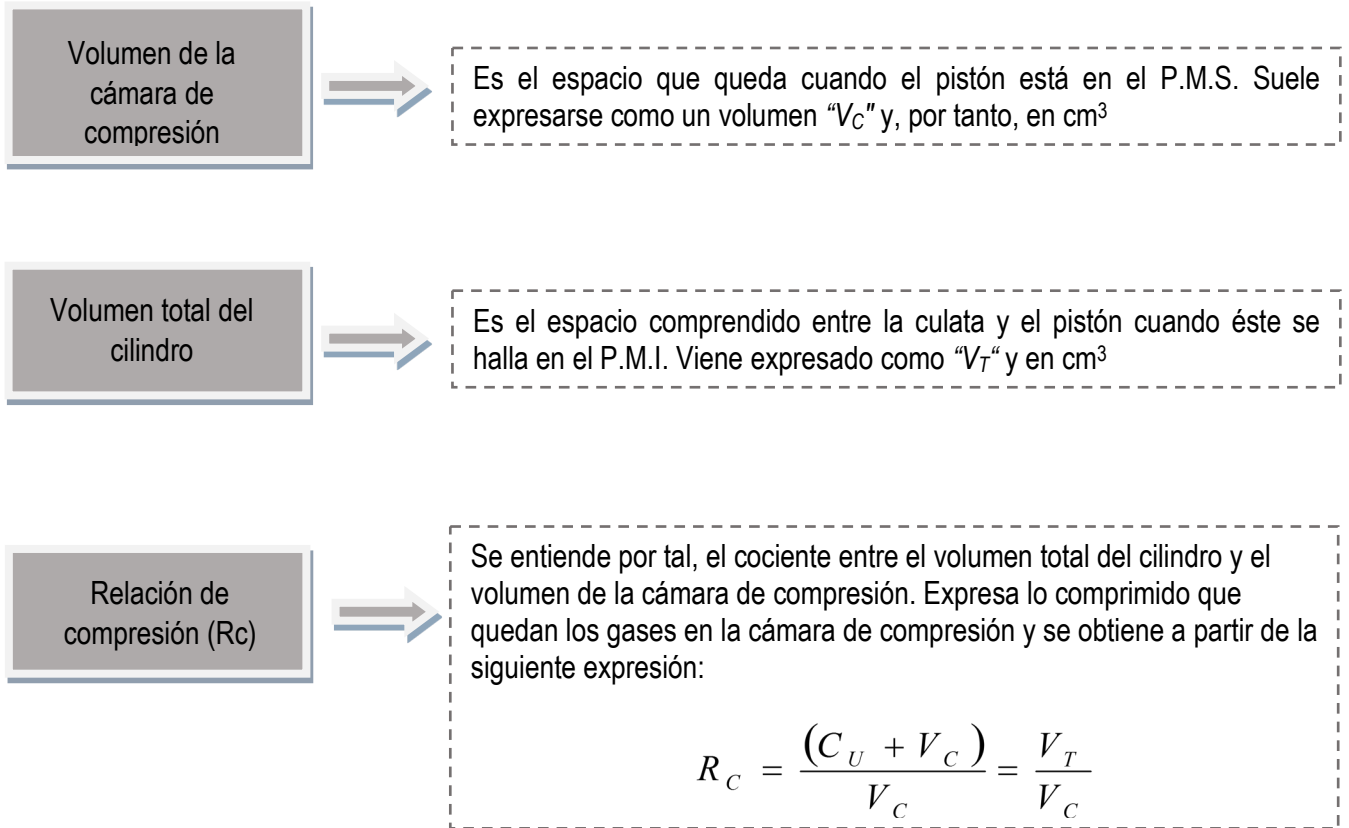 Volumen de la
cámara de
compresión
Es el espacio que queda cuando el pistón está en el P.M.S. Suele
expresarse como un volumen “V_C" y, por tanto, en cm³
Volumen total del
cilindro
Es el espacio comprendido entre la culata y el pistón cuando éste se
halla en el P.M.I. Viene expresado como “V_T“ y en cm³
Relación de
compresión (Rc)
Se entiende por tal, el cociente entre el volumen total del cilindro y el
volumen de la cámara de compresión. Expresa lo comprimido que
quedan los gases en la cámara de compresión y se obtiene a partir de la
siguiente expresión:
R_C = (C_U + V_C) / V_C = V_T / V_C